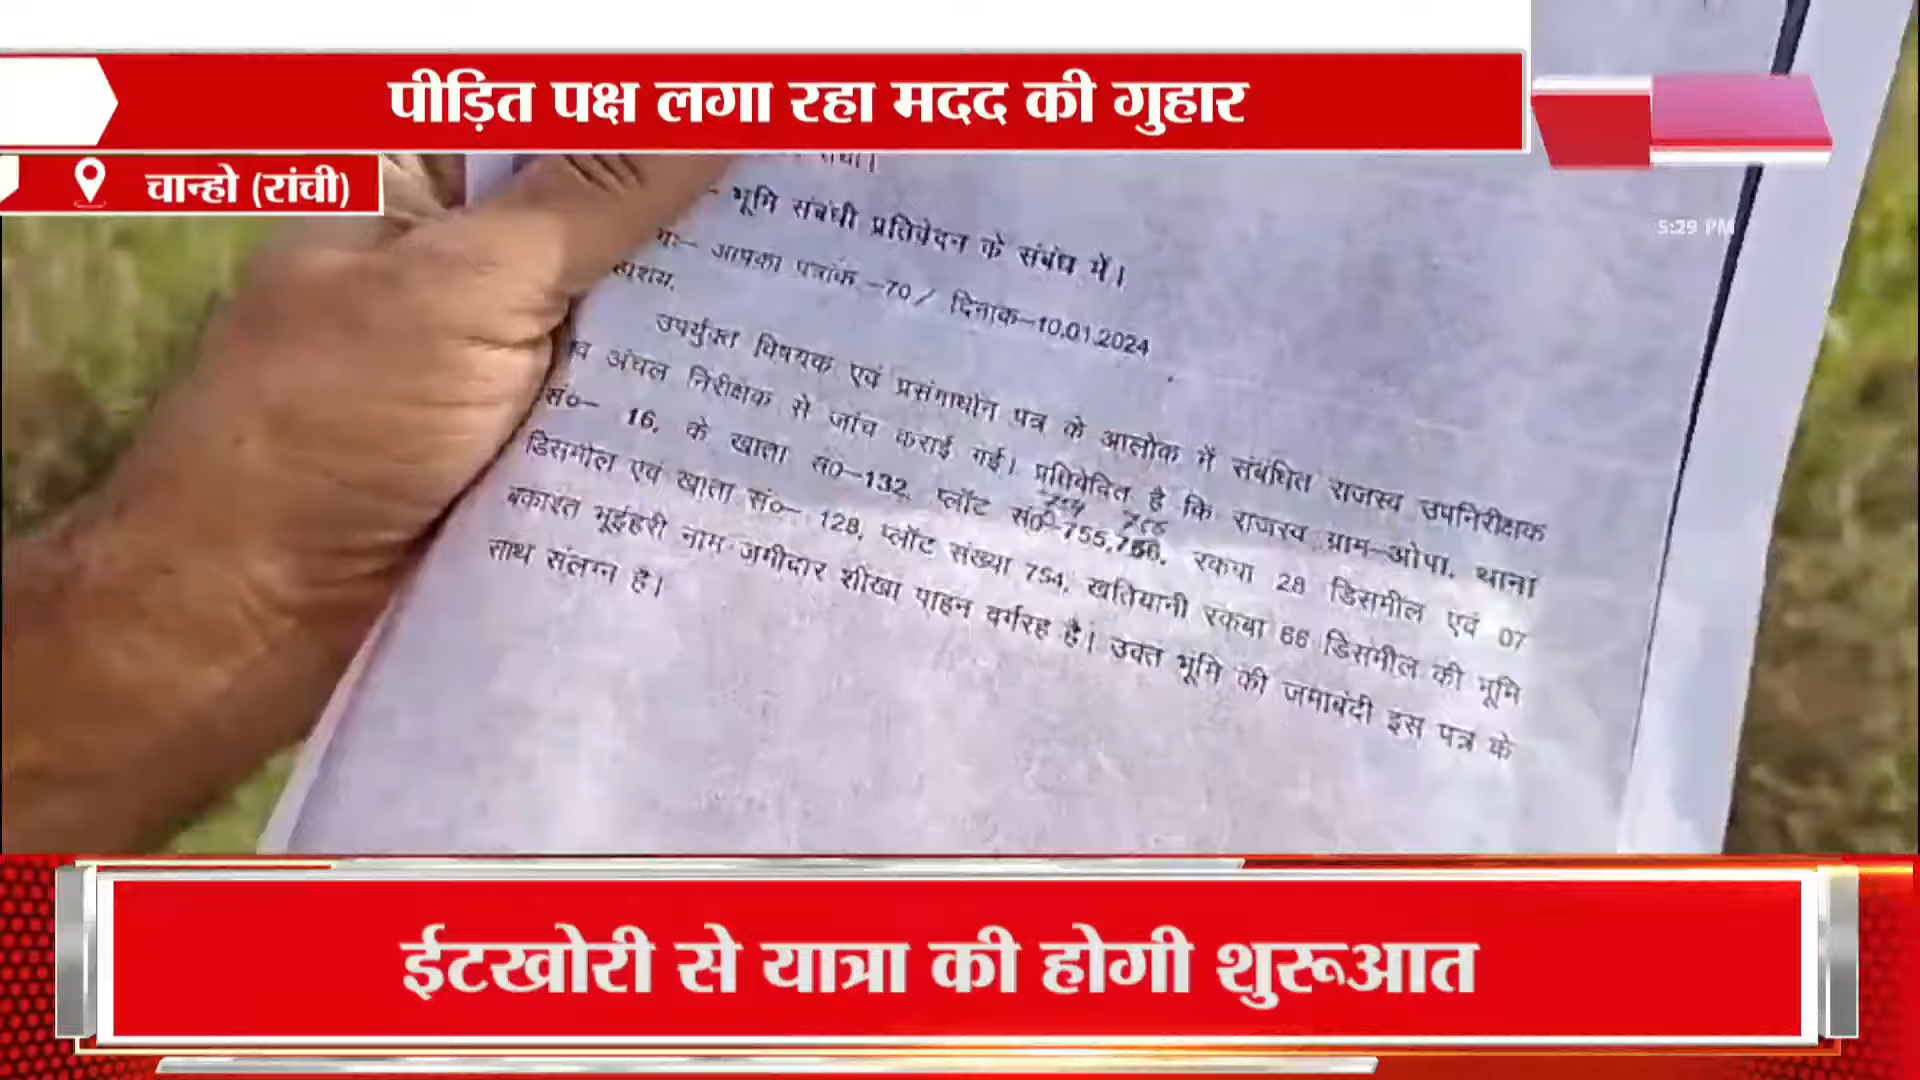 पीड़ित पक्ष लगा रहा मदद की गुहार
चान्हो (रांची)
5:29 PM
भूमि संबंधी प्रतिवेदन के संबंध में।
आपका पत्रांक –70 / दिनांक–10.01.2024
उपर्युक्त विषयक एवं प्रसंगाधीन पत्र के आलोक में संबंधित राजस्व उपनिरीक्षक
अंचल निरीक्षक से जांच कराई गई। प्रतिवेदित है कि राजस्व ग्राम–ओपा, थाना
सं०– 16, के खाता सं०–132, प्लॉट सं०–755,756, रकबा 28 डिसमील एवं 07
डिसमील एवं खाता सं०– 128, प्लॉट संख्या 754, खतियानी रकबा 66 डिसमील की भूमि
बकास्त भूईहरी नाम जमीदार शीखा पाहन वगैरह है। उक्त भूमि की जमाबंदी इस पत्र के
साथ संलग्न है।
ईटखोरी से यात्रा की होगी शुरूआत